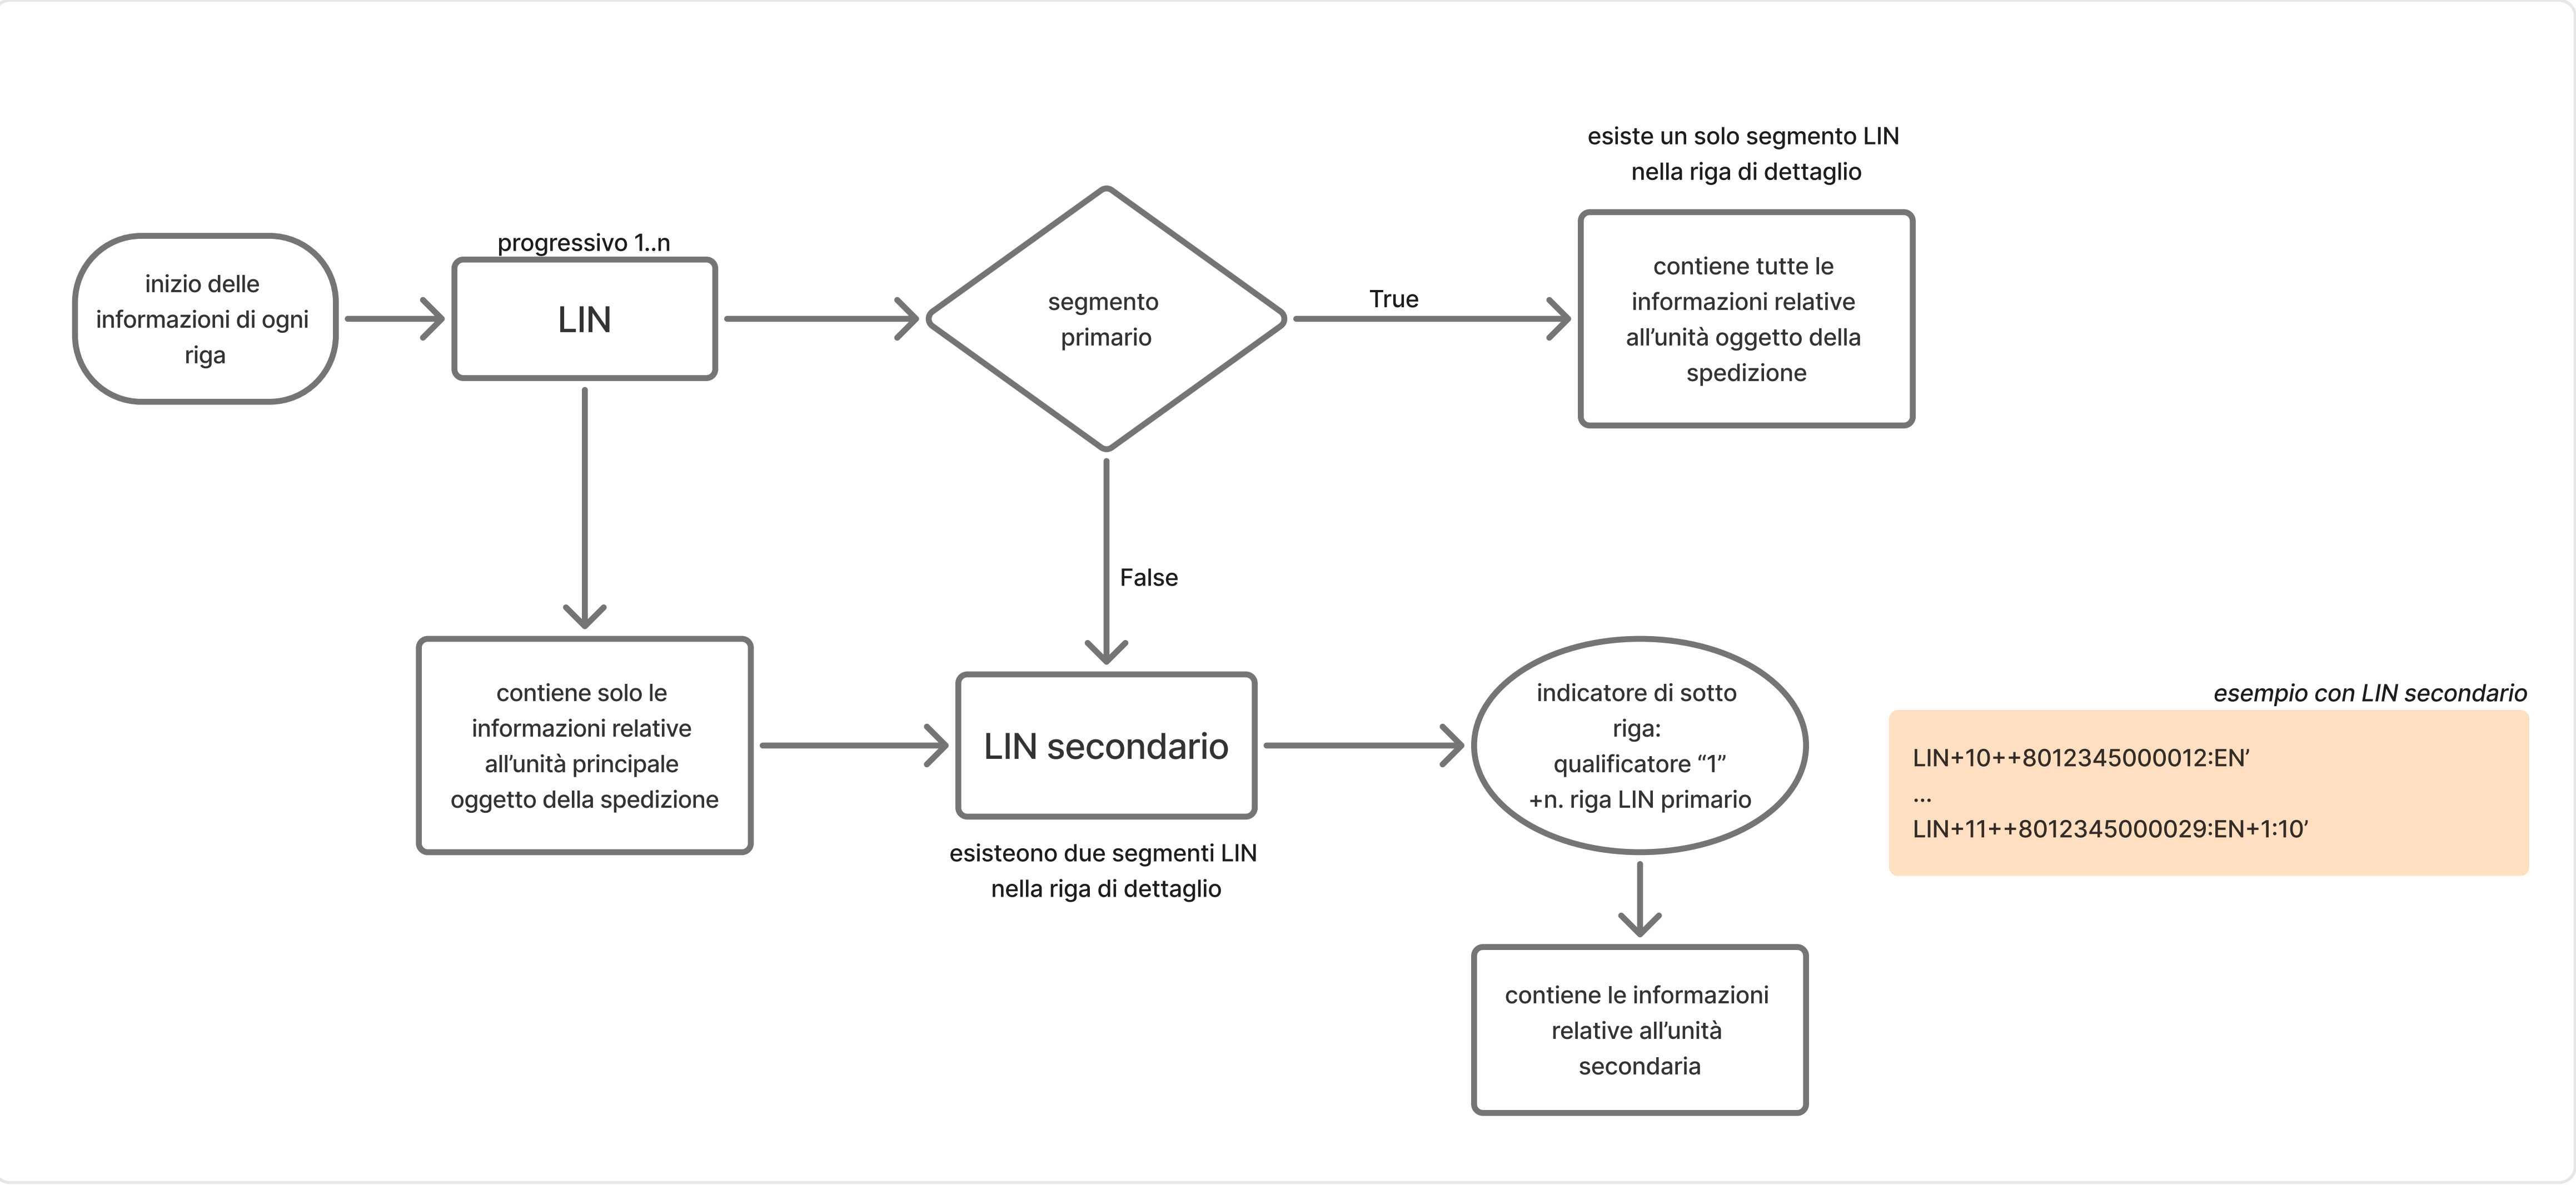 esiste un solo segmento LIN
nella riga di dettaglio
progressivo 1..n
inizio delle
informazioni di ogni
riga
LIN
segmento
primario
True
contiene tutte le
informazioni relative
all’unità oggetto della
spedizione
False
contiene solo le
informazioni relative
all’unità principale
oggetto della spedizione
LIN secondario
esisteono due segmenti LIN
nella riga di dettaglio
indicatore di sotto
riga:
qualificatore “1”
+n. riga LIN primario
esempio con LIN secondario
LIN+10++8012345000012:EN’
...
LIN+11++8012345000029:EN+1:10’
contiene le informazioni
relative all’unità
secondaria